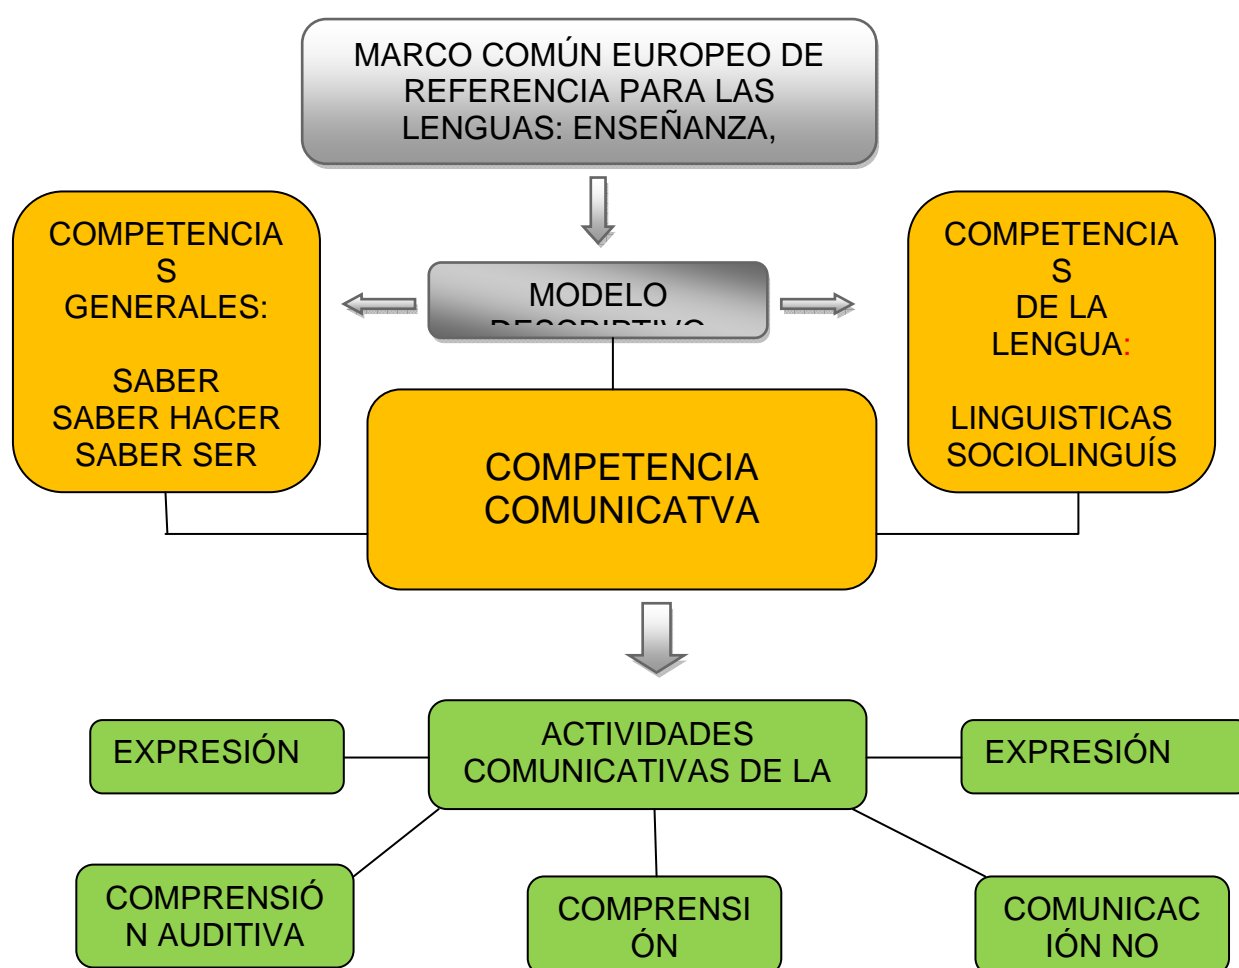 MARCO COMÚN EUROPEO DE
REFERENCIA PARA LAS
LENGUAS: ENSEÑANZA,
COMPETENCIA
S
GENERALES:
SABER
SABER HACER
SABER SER
MODELO
DESCRIPTIVO
COMPETENCIA
S
DE LA
LENGUA:
LINGUISTICAS
SOCIOLINGUÍS
COMPETENCIA
COMUNICATVA
EXPRESIÓN
ACTIVIDADES
COMUNICATIVAS DE LA
EXPRESIÓN
COMPRENSIÓ
N AUDITIVA
COMPRENSI
ÓN
COMUNICAC
IÓN NO